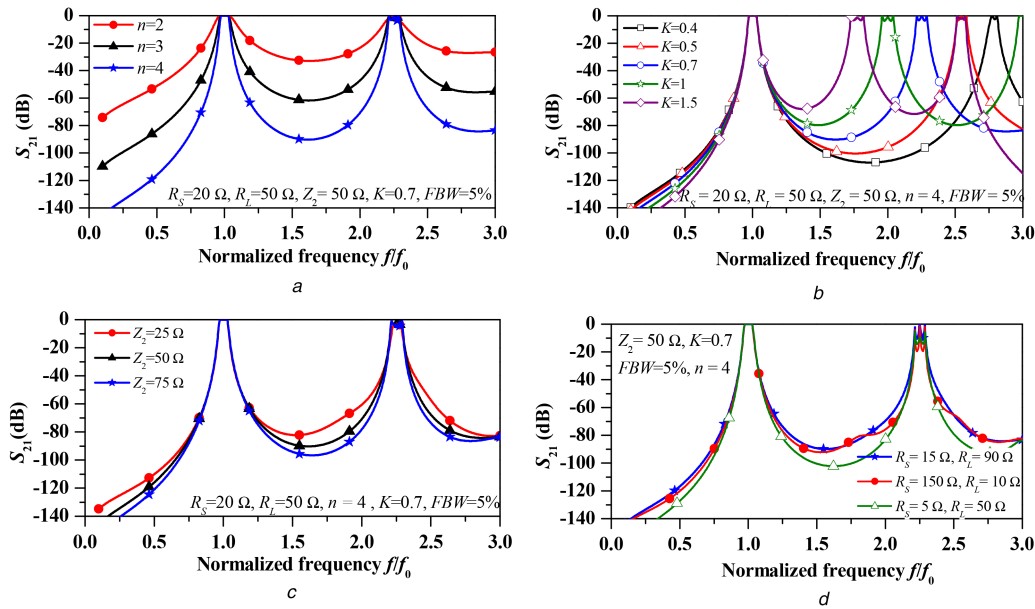 0
-20
-40
-60
-80
-100
-120
-140
S21 (dB)
n=2
n=3
n=4
RS=20 Ω, RL=50 Ω, Z2= 50 Ω, K=0.7, FBW=5%
0.0 0.5 1.0 1.5 2.0 2.5 3.0
Normalized frequency f/f0
a
0
-20
-40
-60
-80
-100
-120
-140
S21 (dB)
K=0.4
K=0.5
K=0.7
K=1
K=1.5
RS= 20 Ω, RL= 50 Ω, Z2= 50 Ω, n = 4, FBW= 5%
0.0 0.5 1.0 1.5 2.0 2.5 3.0
Normalized frequency f/f0
b
0
-20
-40
-60
-80
-100
-120
-140
S21 (dB)
Z2=25 Ω
Z2=50 Ω
Z2=75 Ω
RS=20 Ω, RL=50 Ω, n = 4 , K=0.7, FBW=5%
0.0 0.5 1.0 1.5 2.0 2.5 3.0
Normalized frequency f/f0
c
0
-20
-40
-60
-80
-100
-120
-140
S21 (dB)
Z2= 50 Ω, K=0.7
FBW=5%, n = 4
RS= 15 Ω, RL= 90 Ω
RS= 150 Ω, RL= 10 Ω
RS= 5 Ω, RL= 50 Ω
0.0 0.5 1.0 1.5 2.0 2.5 3.0
Normalized frequency f/f0
d